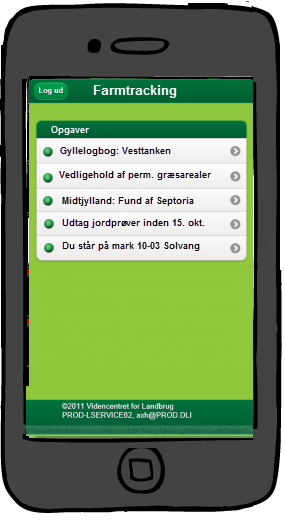 Log ud
Farmtracking
Opgaver
Gyllelogbog: Vesttanken
Vedligehold af perm. græsarealer
Midtjylland: Fund af Septoria
Udtag jordprøver inden 15. okt.
Du står på mark 10-03 Solvang
©2011 Videncentret for Landbrug
PROD-LSERVICE02, axh@PROD.DLI